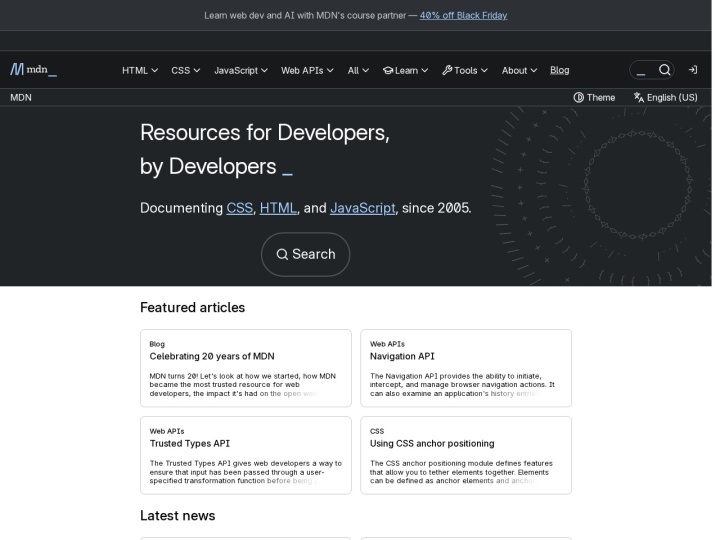 Learn web dev and AI with MDN's course partner — 40% off Black Friday
mdn_
HTML CSS JavaScript Web APIs All Learn Tools About Blog
MDN
Theme English (US)
Resources for Developers,
by Developers _
Documenting CSS, HTML, and JavaScript, since 2005.
Search
Featured articles
Blog
Celebrating 20 years of MDN
MDN turns 20! Let's look at how we started, how MDN
became the most trusted resource for web
developers, the impact it's had on the open
Web APIs
Navigation API
The Navigation API provides the ability to initiate,
intercept, and manage browser navigation actions. It
can also examine an application's history
Web APIs
Trusted Types API
The Trusted Types API gives web developers a way to
ensure that input has been passed through a user-
specified transformation function before being
CSS
Using CSS anchor positioning
The CSS anchor positioning module defines features
that allow you to tether elements together. Elements
can be defined as anchor elements and
Latest news